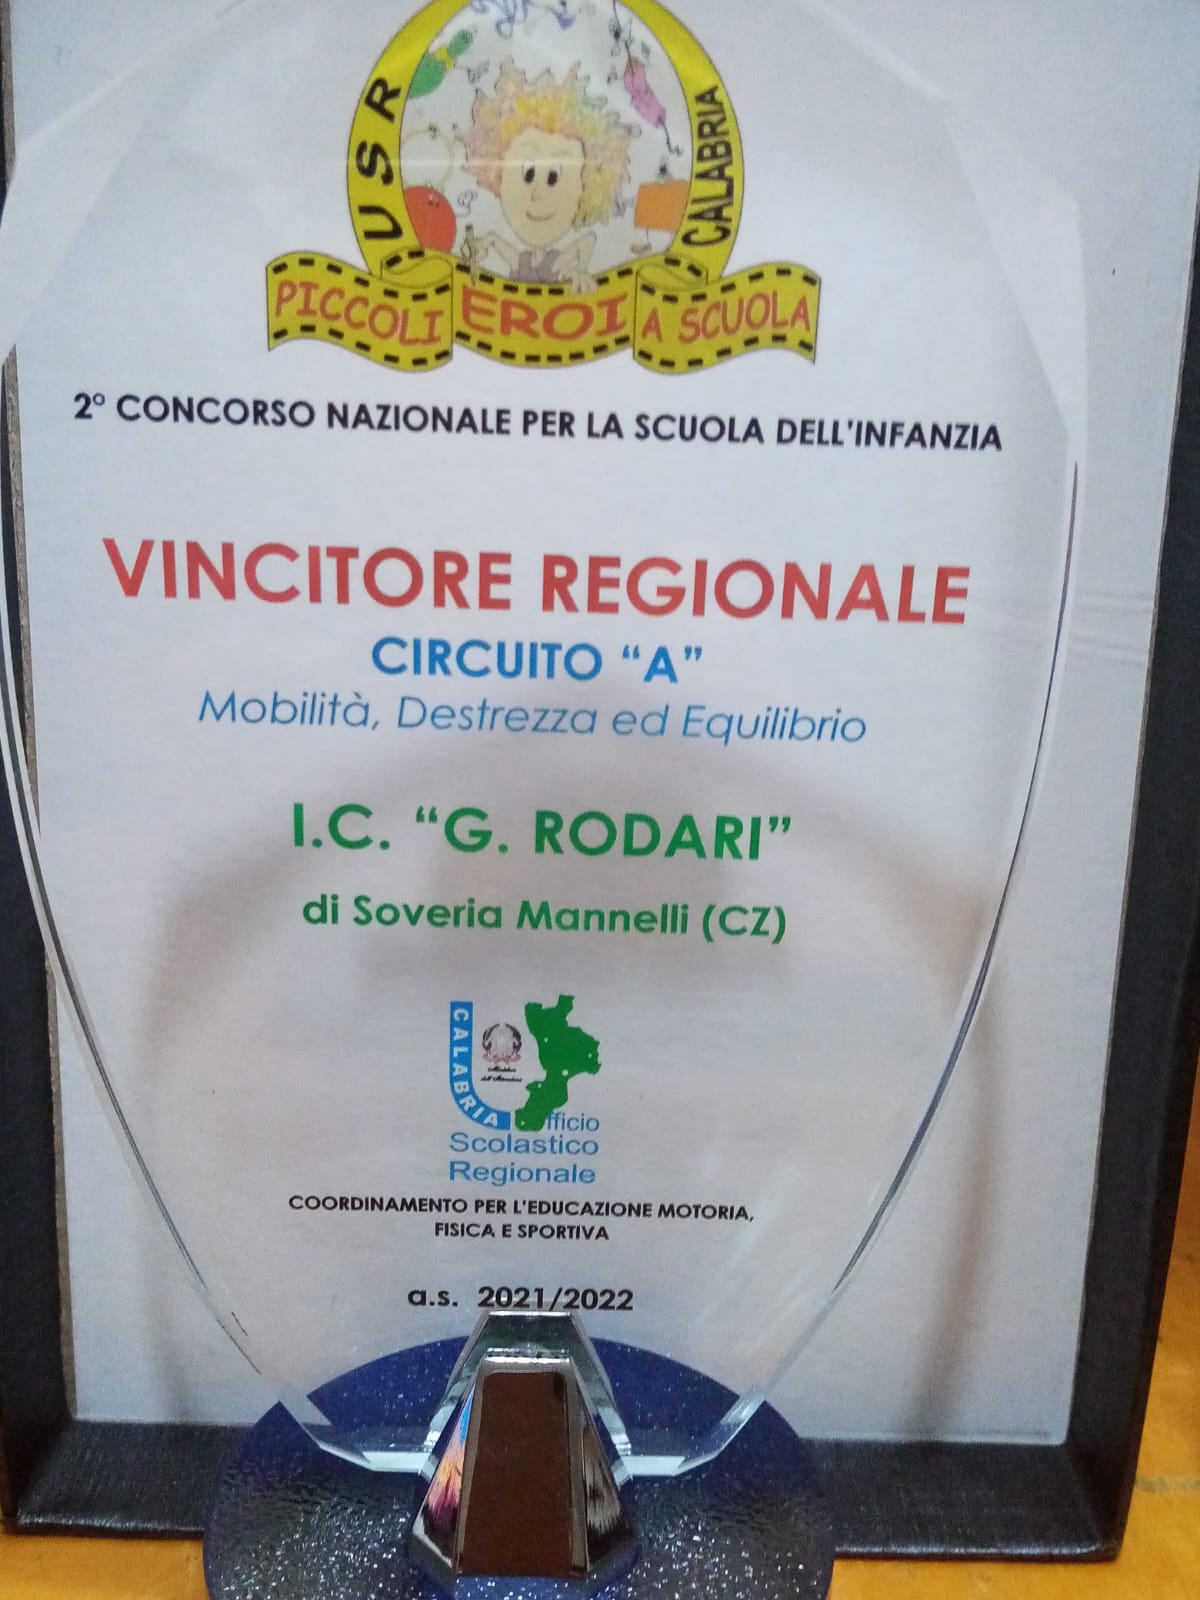 USR CALABRIA
PICCOLI EROI A SCUOLA
2° CONCORSO NAZIONALE PER LA SCUOLA DELL'INFANZIA
VINCITORE REGIONALE
CIRCUITO “A”
Mobilità, Destrezza ed Equilibrio
I.C. “G. RODARI”
di Soveria Mannelli (CZ)
CALABRIA
fficio
Scolastico
Regionale
COORDINAMENTO PER L'EDUCAZIONE MOTORIA,
FISICA E SPORTIVA
a.s. 2021/2022